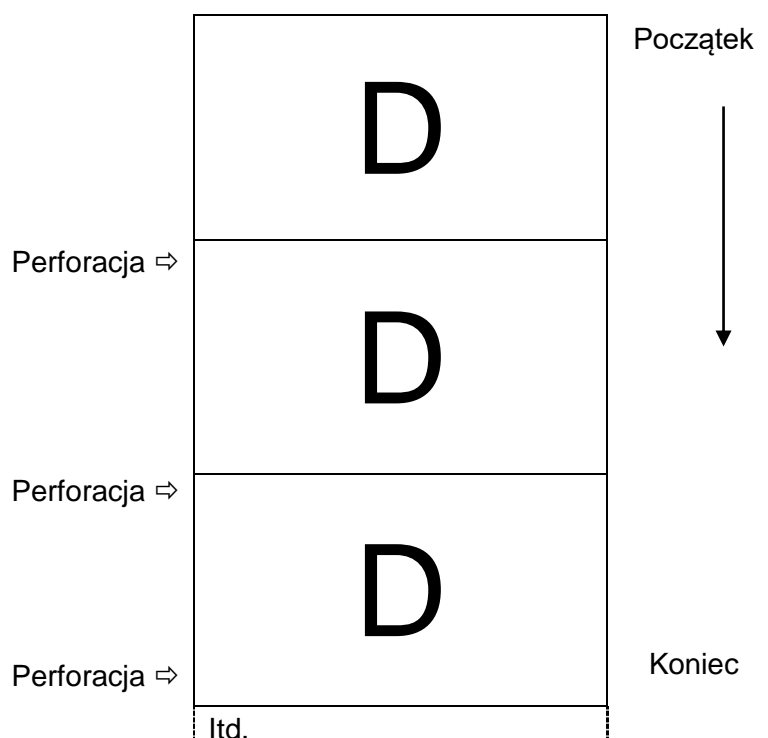 Początek
D
Perforacja ⇨
D
Perforacja ⇨
D
Koniec
Perforacja ⇨
Itd.